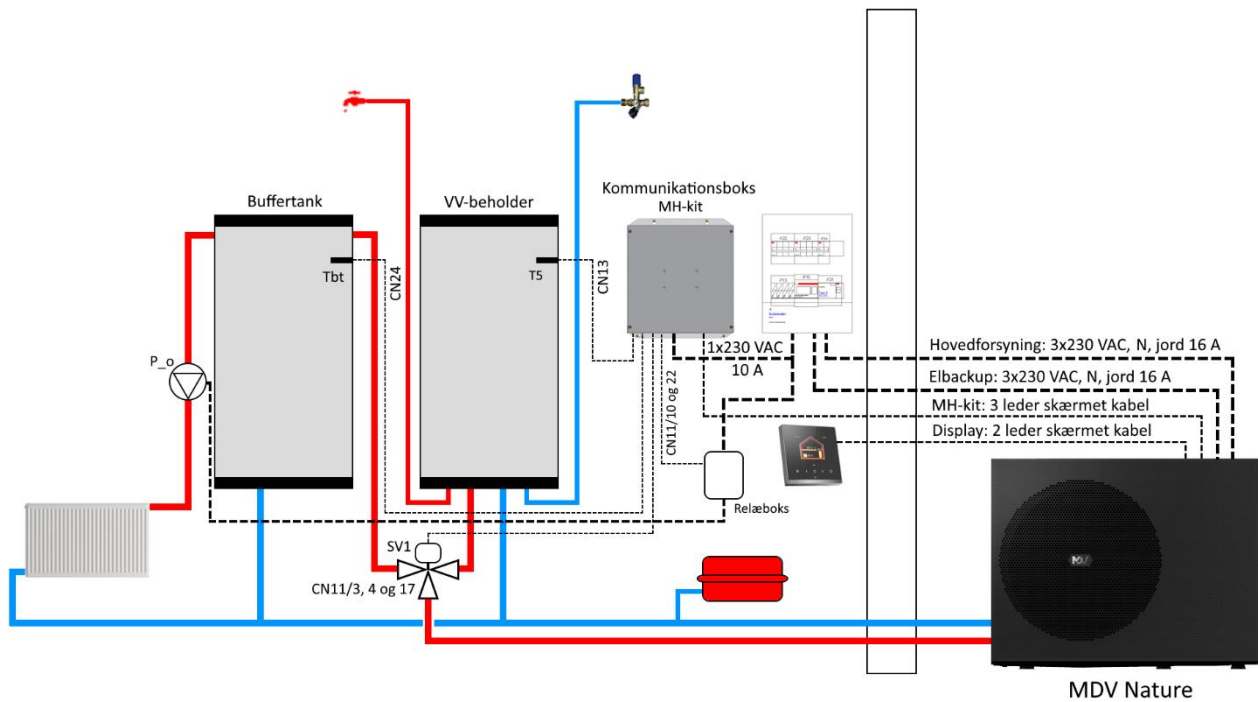 Buffertank
VV-beholder
Kommunikationsboks
MH-kit
Tbt
CN24
T5
CN13
P_o
1x230 VAC
10 A
CN11/10 og 22
Hovedforsyning: 3x230 VAC, N, jord 16 A
Elbackup: 3x230 VAC, N, jord 16 A
MH-kit: 3 leder skærmet kabel
Display: 2 leder skærmet kabel
Relæboks
SV1
CN11/3, 4 og 17
MDV
MDV Nature